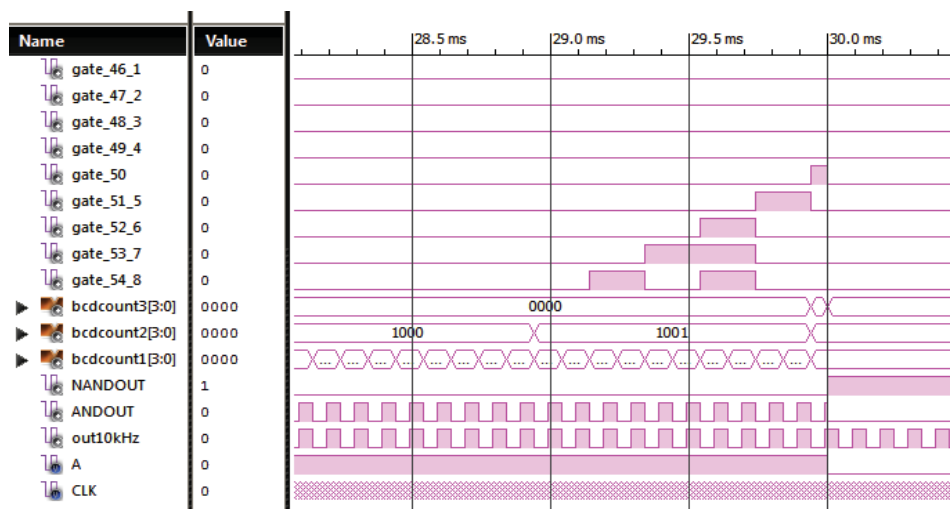 Name Value 28.5 ms 29.0 ms 29.5 ms 30.0 ms
gate_46_1 0
gate_47_2 0
gate_48_3 0
gate_49_4 0
gate_50 0
gate_51_5 0
gate_52_6 0
gate_53_7 0
gate_54_8 0
bcdcount3[3:0] 0000 0000
bcdcount2[3:0] 0000 1000 1001
bcdcount1[3:0] 0000 ... ... ... ... ... ... ... ... ... ... ... ... ... ... ... ... ... ...
NANDOUT 1
ANDOUT 0
out10kHz 0
A 0
CLK 0